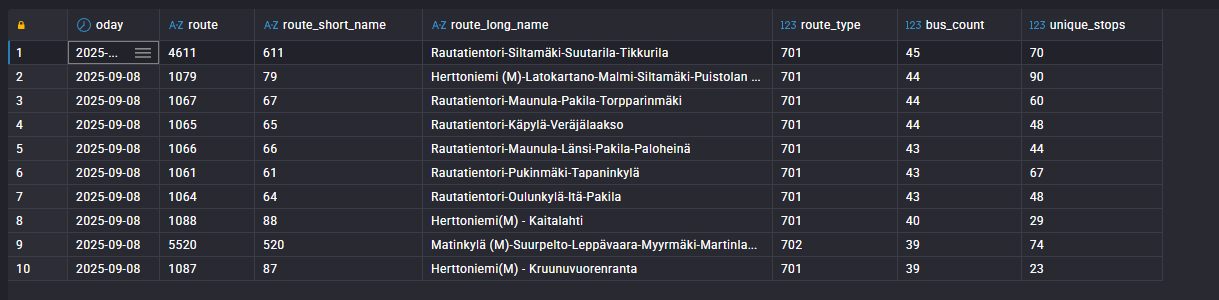 oday A-Z route A-Z route_short_name A-Z route_long_name 123 route_type 123 bus_count 123 unique_stops
1 2025-... 4611 611 Rautatientori-Siltamäki-Suutarila-Tikkurila 701 45 70
2 2025-09-08 1079 79 Herttoniemi (M)-Latokartano-Malmi-Siltamäki-Puistolan ... 701 44 90
3 2025-09-08 1067 67 Rautatientori-Maunula-Pakila-Torpparinmäki 701 44 60
4 2025-09-08 1065 65 Rautatientori-Käpylä-Veräjälaakso 701 44 48
5 2025-09-08 1066 66 Rautatientori-Maunula-Länsi-Pakila-Paloheinä 701 43 44
6 2025-09-08 1061 61 Rautatientori-Pukinmäki-Tapaninkylä 701 43 67
7 2025-09-08 1064 64 Rautatientori-Oulunkylä-Itä-Pakila 701 43 48
8 2025-09-08 1088 88 Herttoniemi(M) - Kaitalahti 701 40 29
9 2025-09-08 5520 520 Matinkylä (M)-Suurpelto-Leppävaara-Myyrmäki-Martinla... 702 39 74
10 2025-09-08 1087 87 Herttoniemi(M) - Kruunuvuorenranta 701 39 23